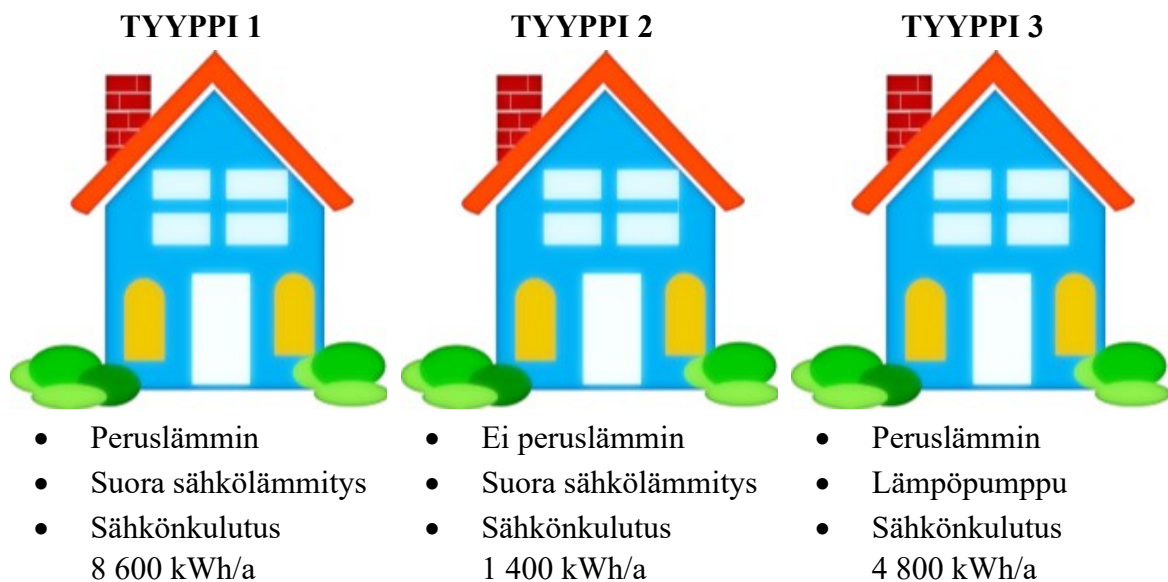 TYYPPI 1
TYYPPI 2
TYYPPI 3
• Peruslämmin
• Suora sähkölämmitys
• Sähkönkulutus
8 600 kWh/a
• Ei peruslämmin
• Suora sähkölämmitys
• Sähkönkulutus
1 400 kWh/a
• Peruslämmin
• Lämpöpumppu
• Sähkönkulutus
4 800 kWh/a